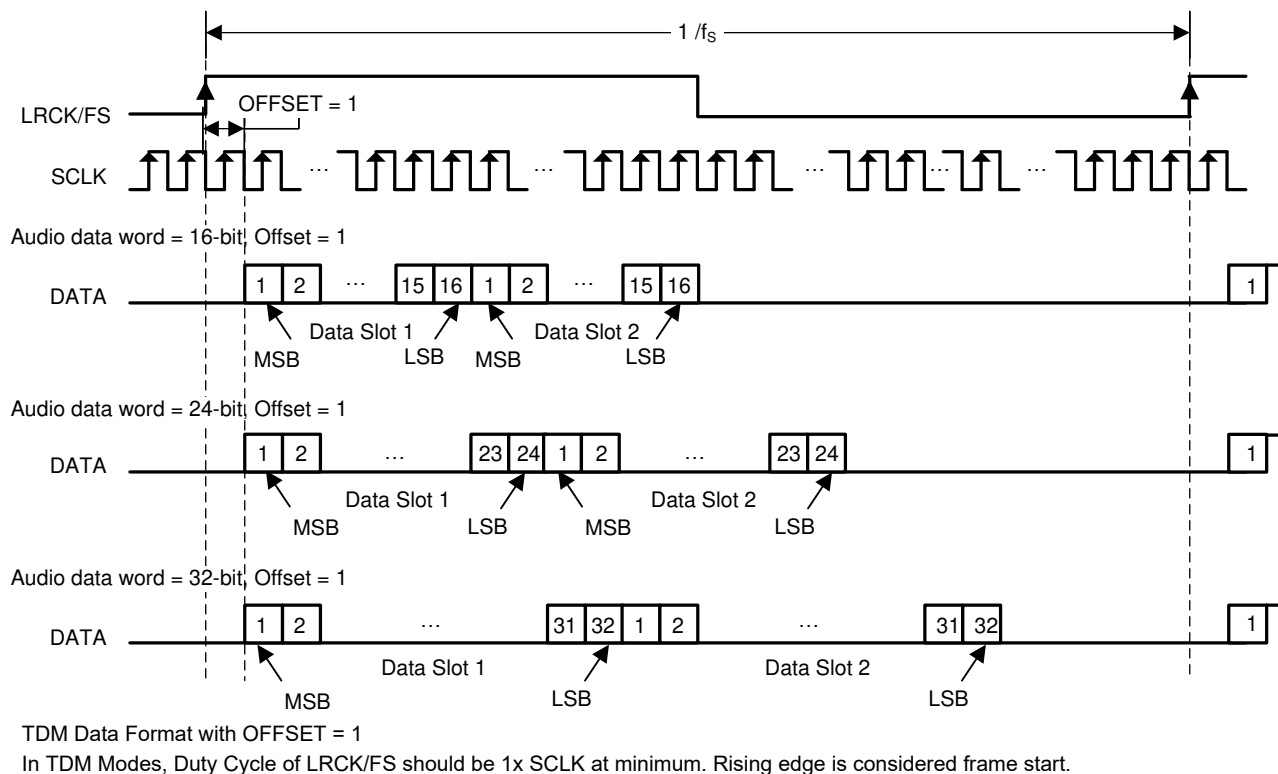 1 /fS
LRCK/FS
OFFSET = 1
SCLK
... ... ... ... ...
Audio data word = 16-bit, Offset = 1
DATA
1 2 ... 15 16 1 2 ... 15 16 1
Data Slot 1 Data Slot 2
MSB LSB MSB LSB
Audio data word = 24-bit, Offset = 1
DATA
1 2 ... 23 24 1 2 ... 23 24 1
Data Slot 1 Data Slot 2
MSB LSB MSB LSB
Audio data word = 32-bit, Offset = 1
DATA
1 2 ... 31 32 1 2 ... 31 32 1
Data Slot 1 Data Slot 2
MSB LSB LSB
TDM Data Format with OFFSET = 1
In TDM Modes, Duty Cycle of LRCK/FS should be 1x SCLK at minimum. Rising edge is considered frame start.